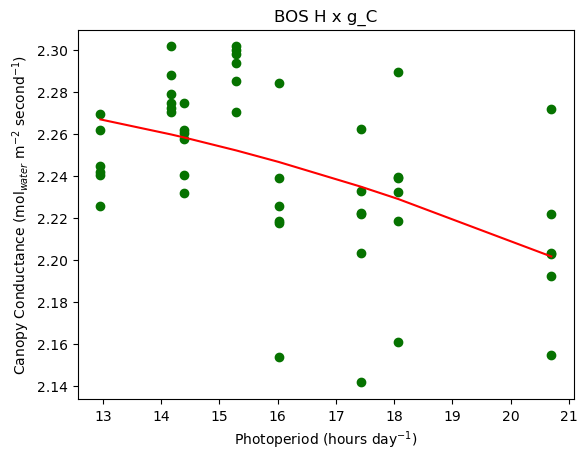 BOS H x g_C
2.30
2.28
2.26
2.24
2.22
2.20
2.18
2.16
2.14
Canopy Conductance (mol_water m⁻² second⁻¹)
13 14 15 16 17 18 19 20 21
Photoperiod (hours day⁻¹)